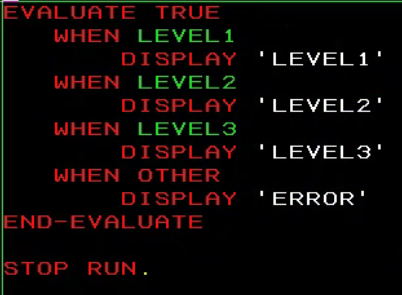 EVALUATE TRUE
WHEN LEVEL1
DISPLAY 'LEVEL1'
WHEN LEVEL2
DISPLAY 'LEVEL2'
WHEN LEVEL3
DISPLAY 'LEVEL3'
WHEN OTHER
DISPLAY 'ERROR'
END-EVALUATE
STOP RUN.